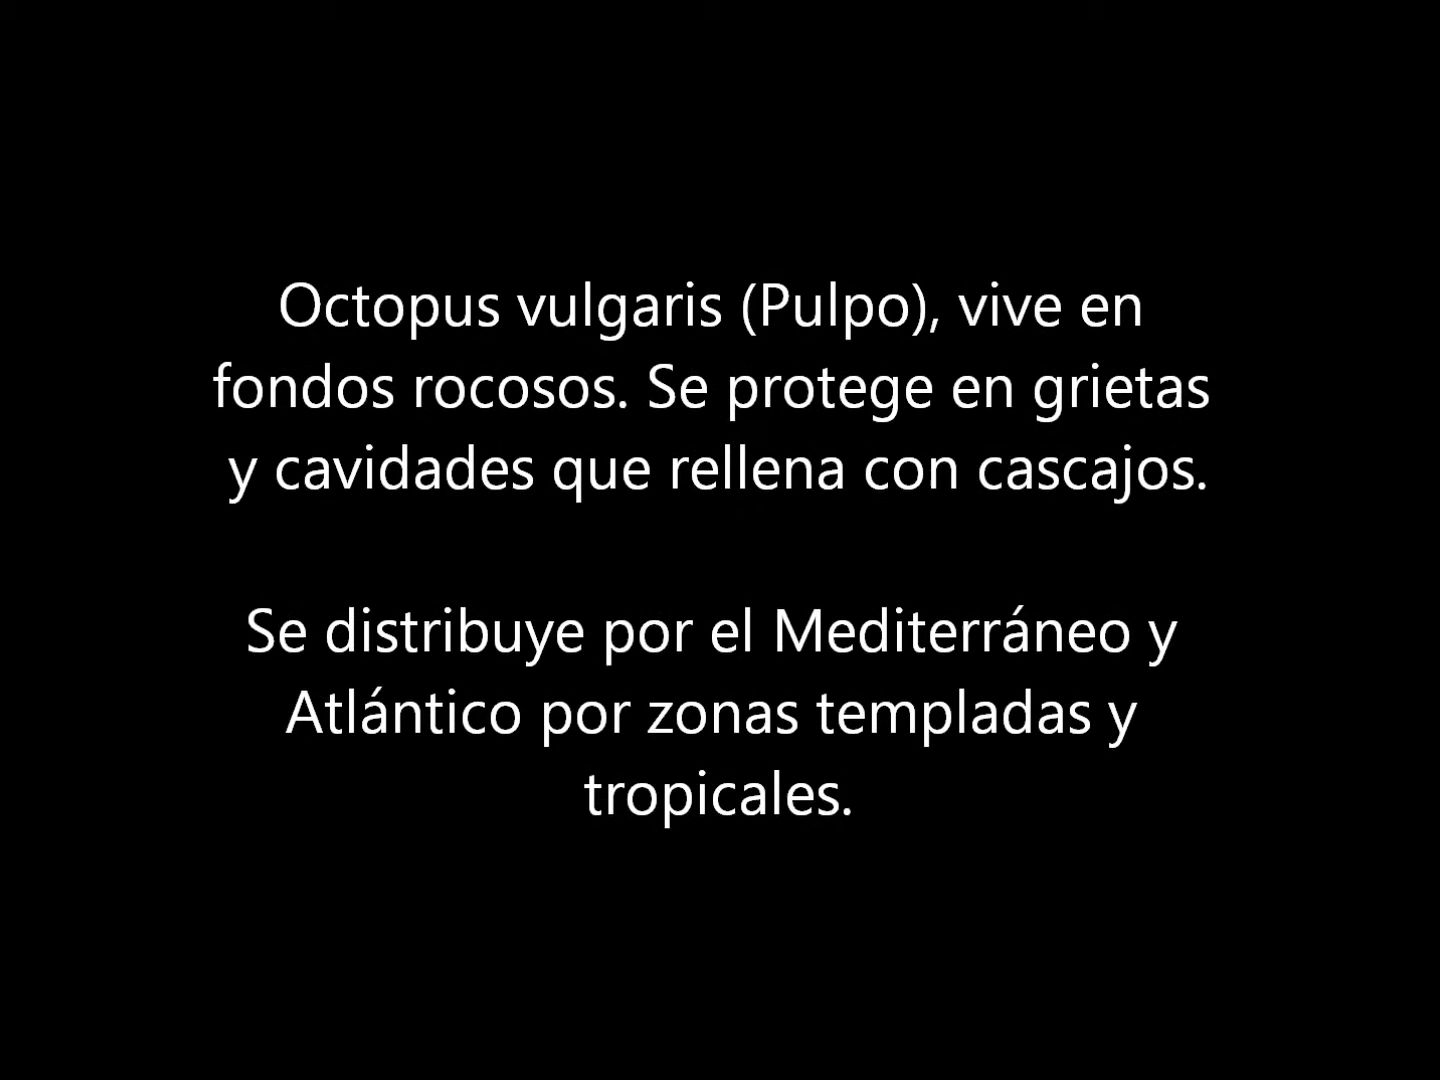 Octopus vulgaris (Pulpo), vive en
fondos rocosos. Se protege en grietas
y cavidades que rellena con cascajos.
Se distribuye por el Mediterráneo y
Atlántico por zonas templadas y
tropicales.